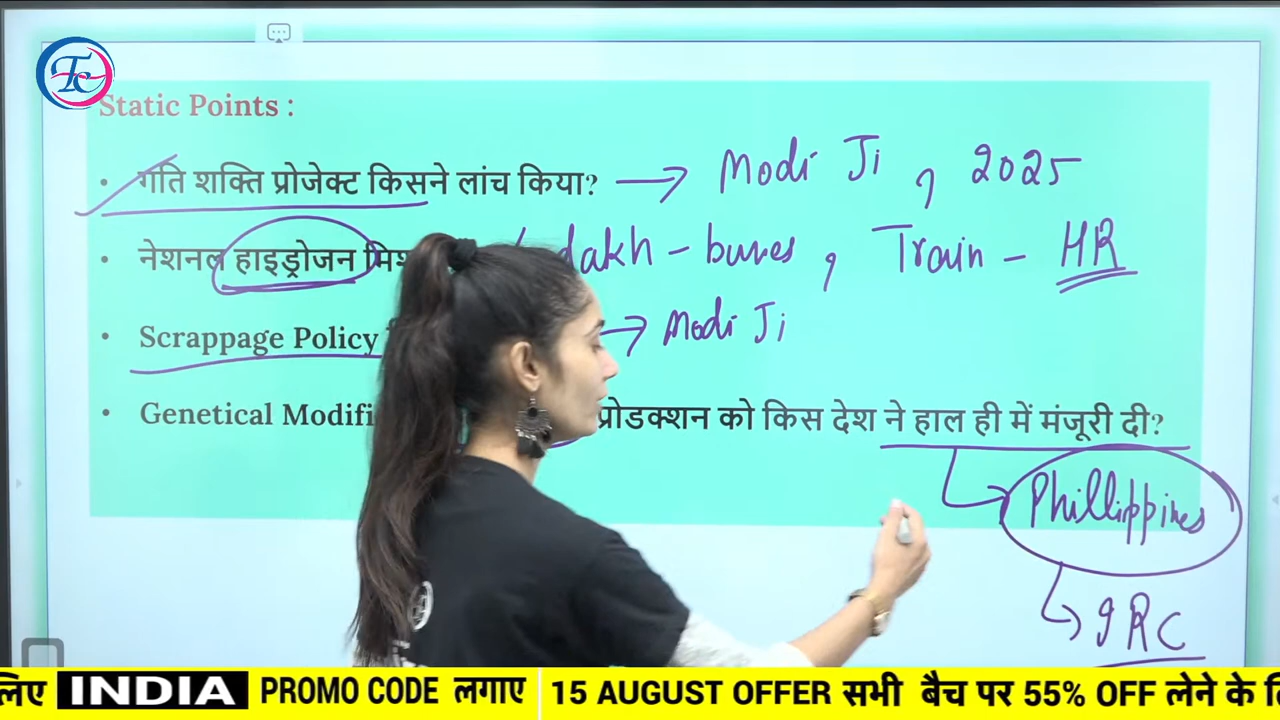 Tc
Static Points :
• गति शक्ति प्रोजेक्ट किसने लांच किया? → Modi Ji , 2025
• नेशनल हाइड्रोजन मिश dakh - buses , Train - HR
• Scrappage Policy → Modi Ji
• Genetical Modifi प्रोडक्शन को किस देश ने हाल ही में मंजूरी दी?
Phillippines
IRC
लिए INDIA PROMO CODE लगाए 15 AUGUST OFFER सभी बैच पर 55% OFF लेने के